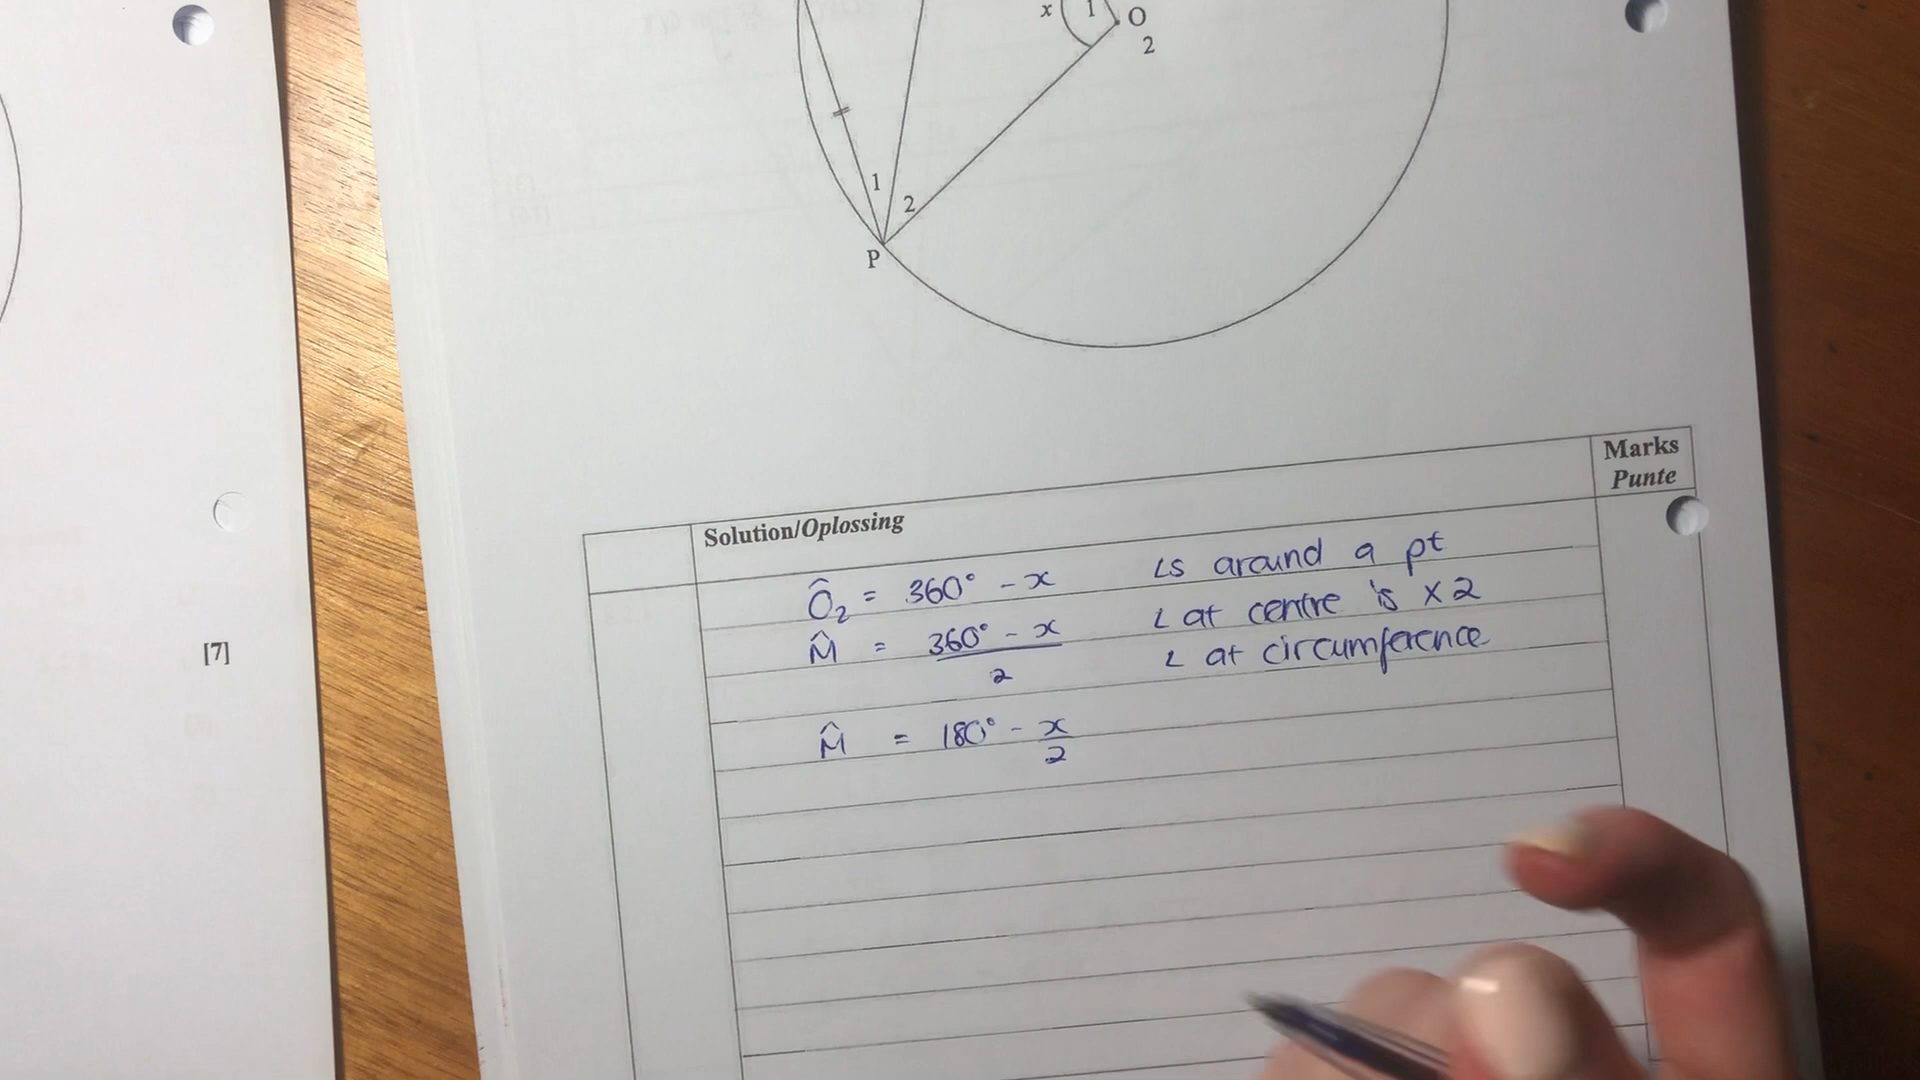 x 1 O
2
1
2
P
Marks
Punte
Solution/Oplossing
Ô₂ = 360° - x ∠s around a pt
M̂ = 360° - x ∠ at centre is × 2
2 ∠ at circumference
M̂ = 180° - x
2
[7]